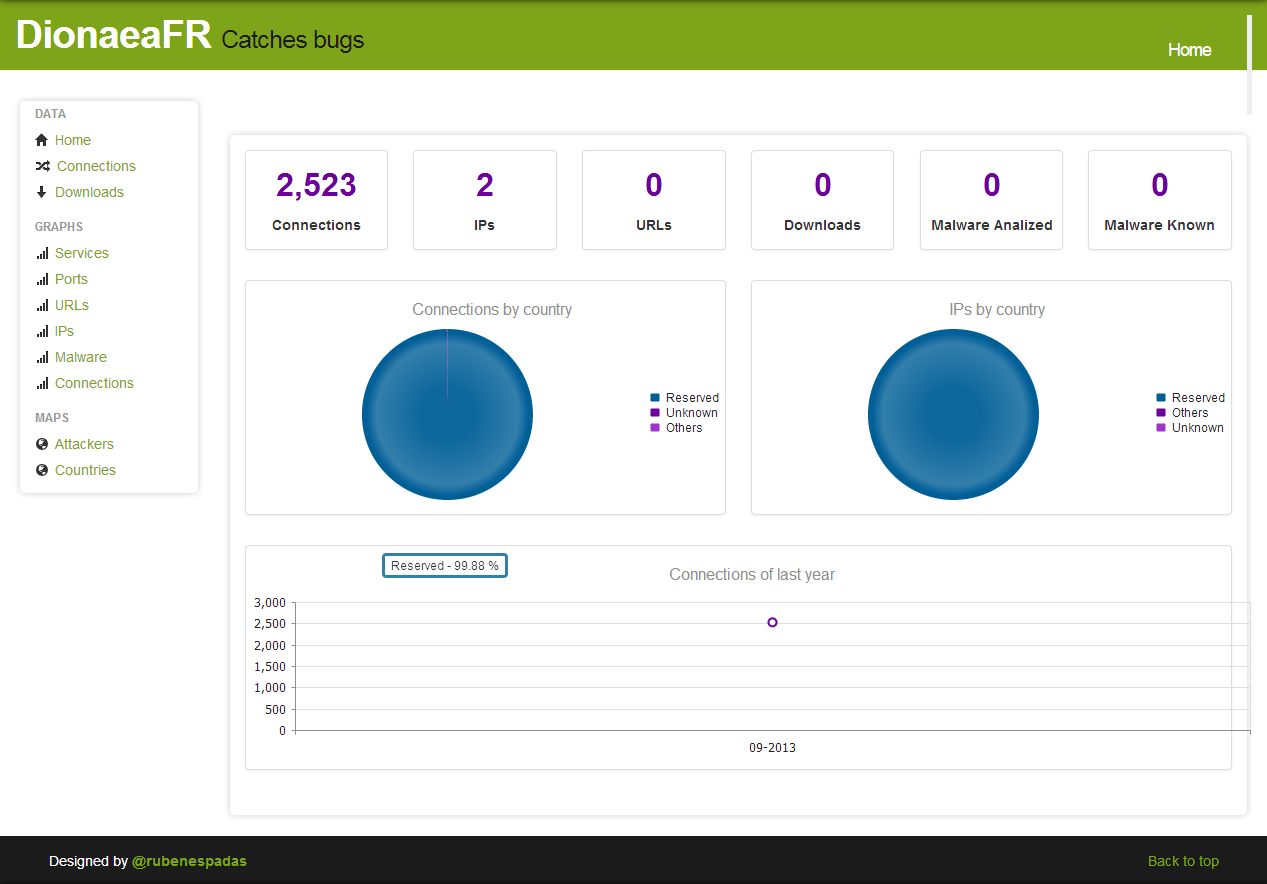 DionaeaFR Catches bugs
Home
DATA
Home
Connections
Downloads
GRAPHS
Services
Ports
URLs
IPs
Malware
Connections
MAPS
Attackers
Countries
2,523
Connections
2
IPs
0
URLs
0
Downloads
0
Malware Analized
0
Malware Known
Connections by country
Reserved
Unknown
Others
IPs by country
Reserved
Others
Unknown
Reserved - 99.88 %
Connections of last year
3,000
2,500
2,000
1,500
1,000
500
0
09-2013
Designed by @rubenespadas
Back to top